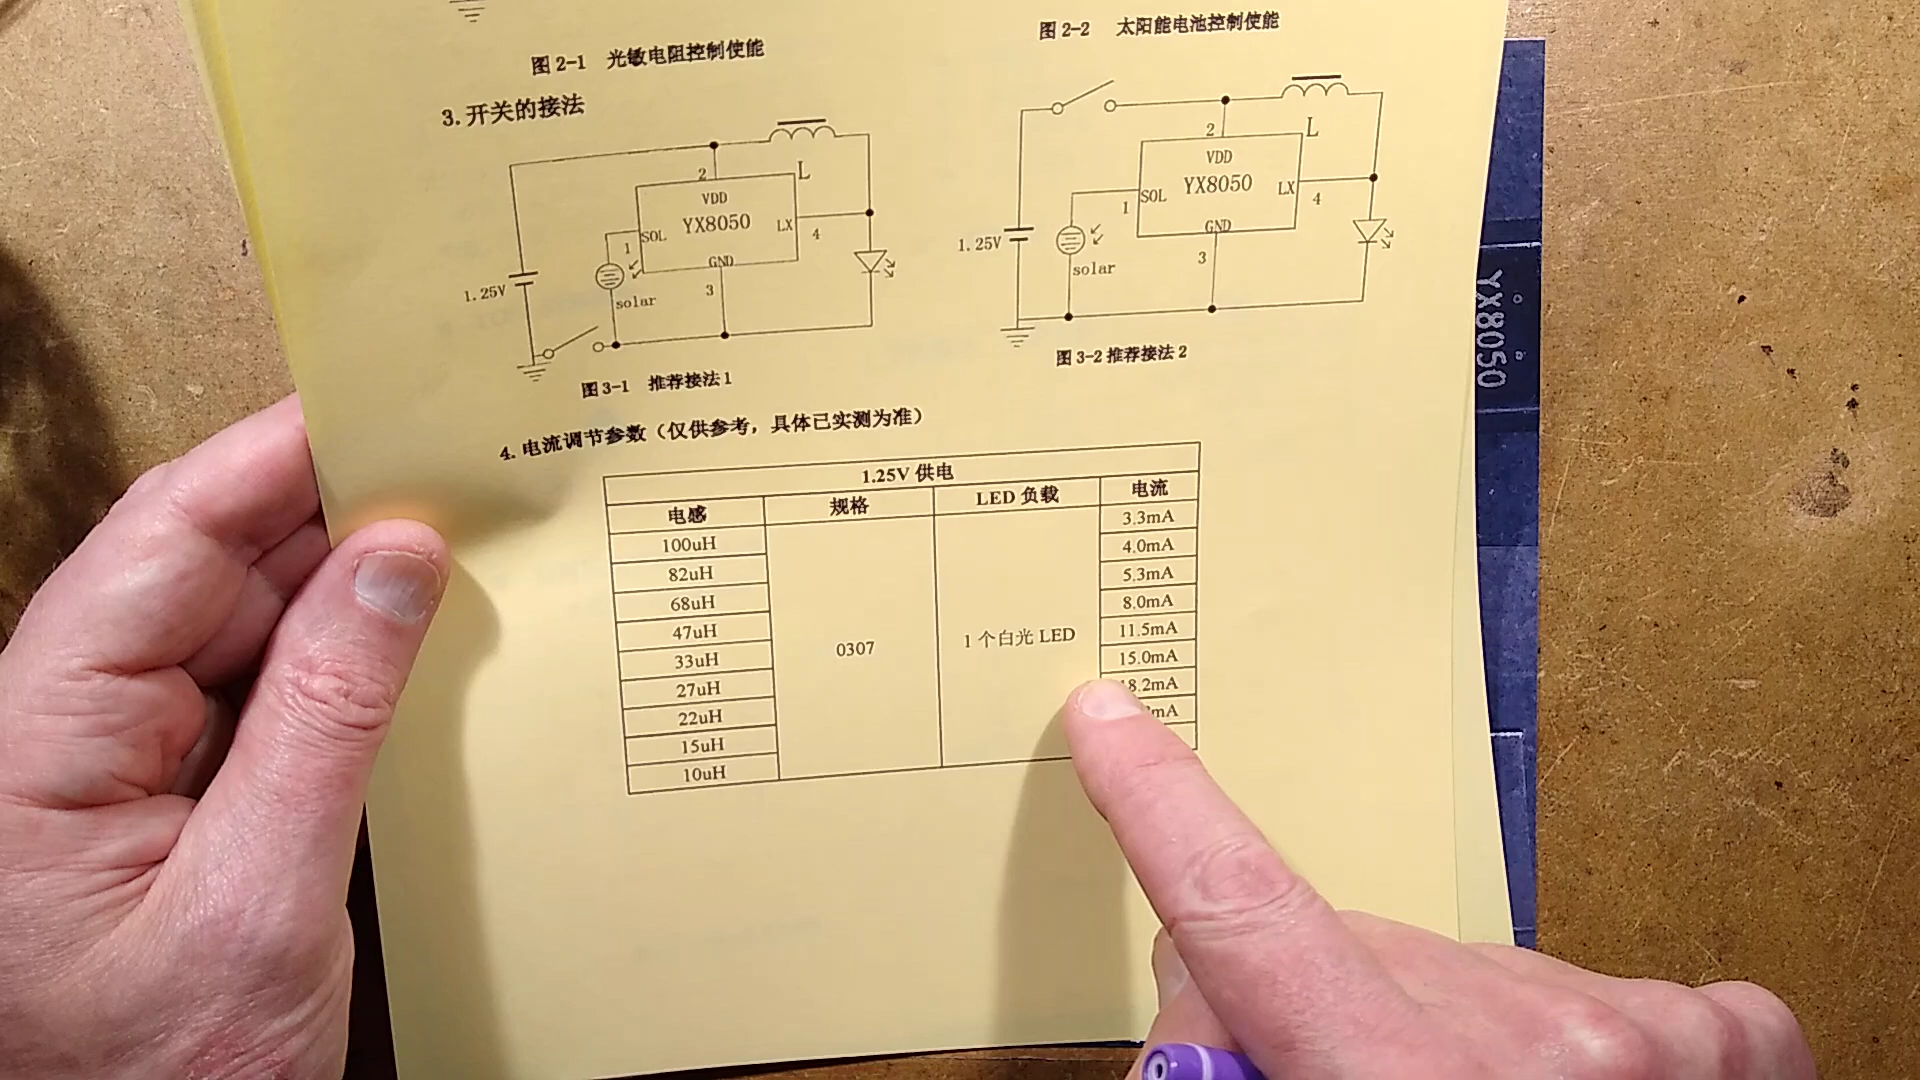 图 2-1 光敏电阻控制使能
图 2-2 太阳能电池控制使能
3. 开关的接法
2
VDD
L
YX8050
SOL
LX
1
4
GND
3
1.25V
solar
图 3-1 推荐接法 1
2
VDD
L
YX8050
SOL
LX
1
4
GND
3
1.25V
solar
图 3-2 推荐接法 2
4. 电流调节参数（仅供参考，具体已实测为准）
1.25V 供电
电感 规格 LED 负载 电流
100uH 3.3mA
82uH 4.0mA
68uH 5.3mA
47uH 8.0mA
33uH 0307 1 个白光 LED 11.5mA
27uH 15.0mA
22uH 18.2mA
15uH mA
10uH
YX8050